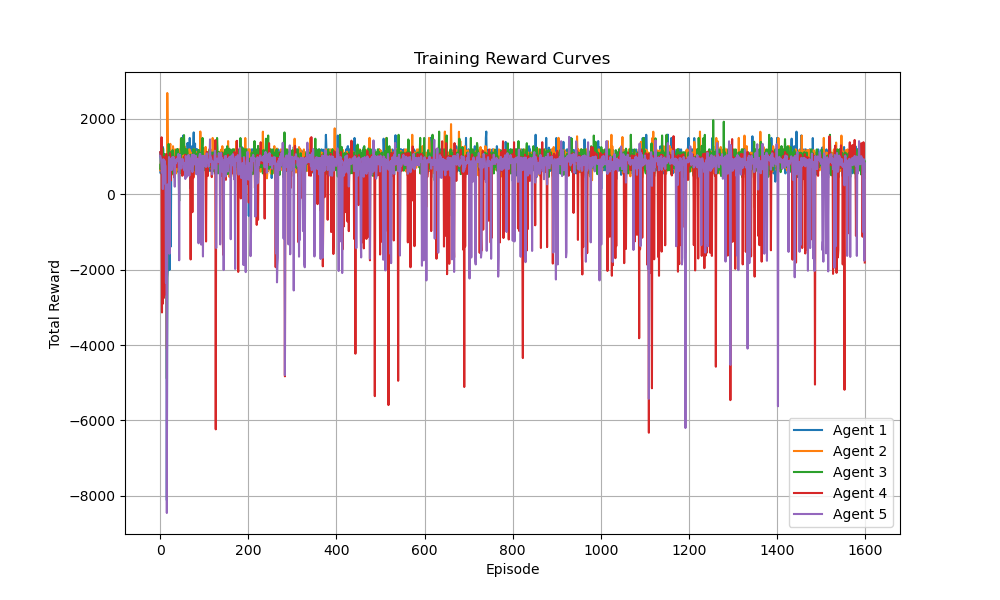 Training Reward Curves
Total Reward
2000
0
−2000
−4000
−6000
−8000
0 200 400 600 800 1000 1200 1400 1600
Episode
Agent 1
Agent 2
Agent 3
Agent 4
Agent 5